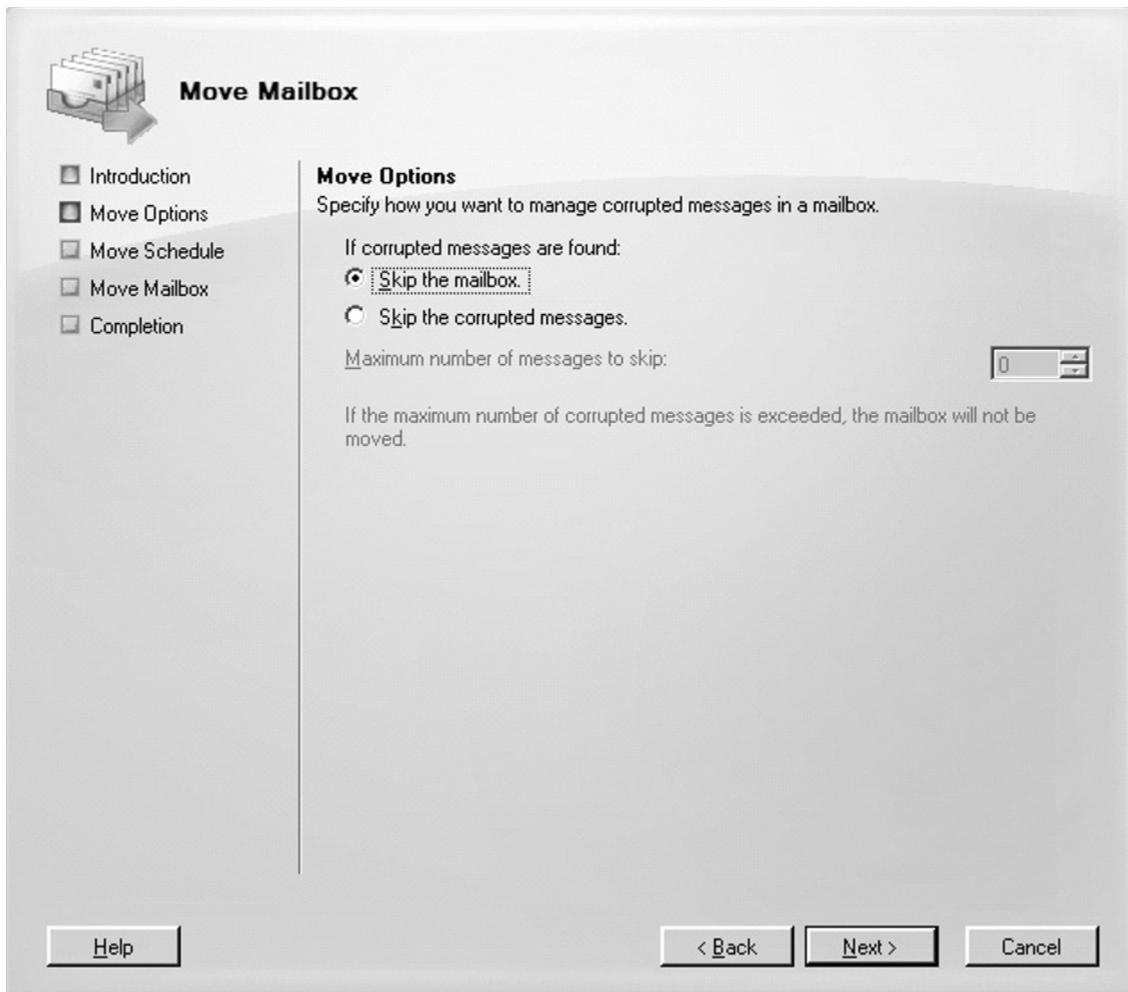 Move Mailbox
Introduction
Move Options
Move Schedule
Move Mailbox
Completion
Move Options
Specify how you want to manage corrupted messages in a mailbox.
If corrupted messages are found:
Skip the mailbox.
Skip the corrupted messages.
Maximum number of messages to skip:
0
If the maximum number of corrupted messages is exceeded, the mailbox will not be
moved.
Help
< Back
Next >
Cancel